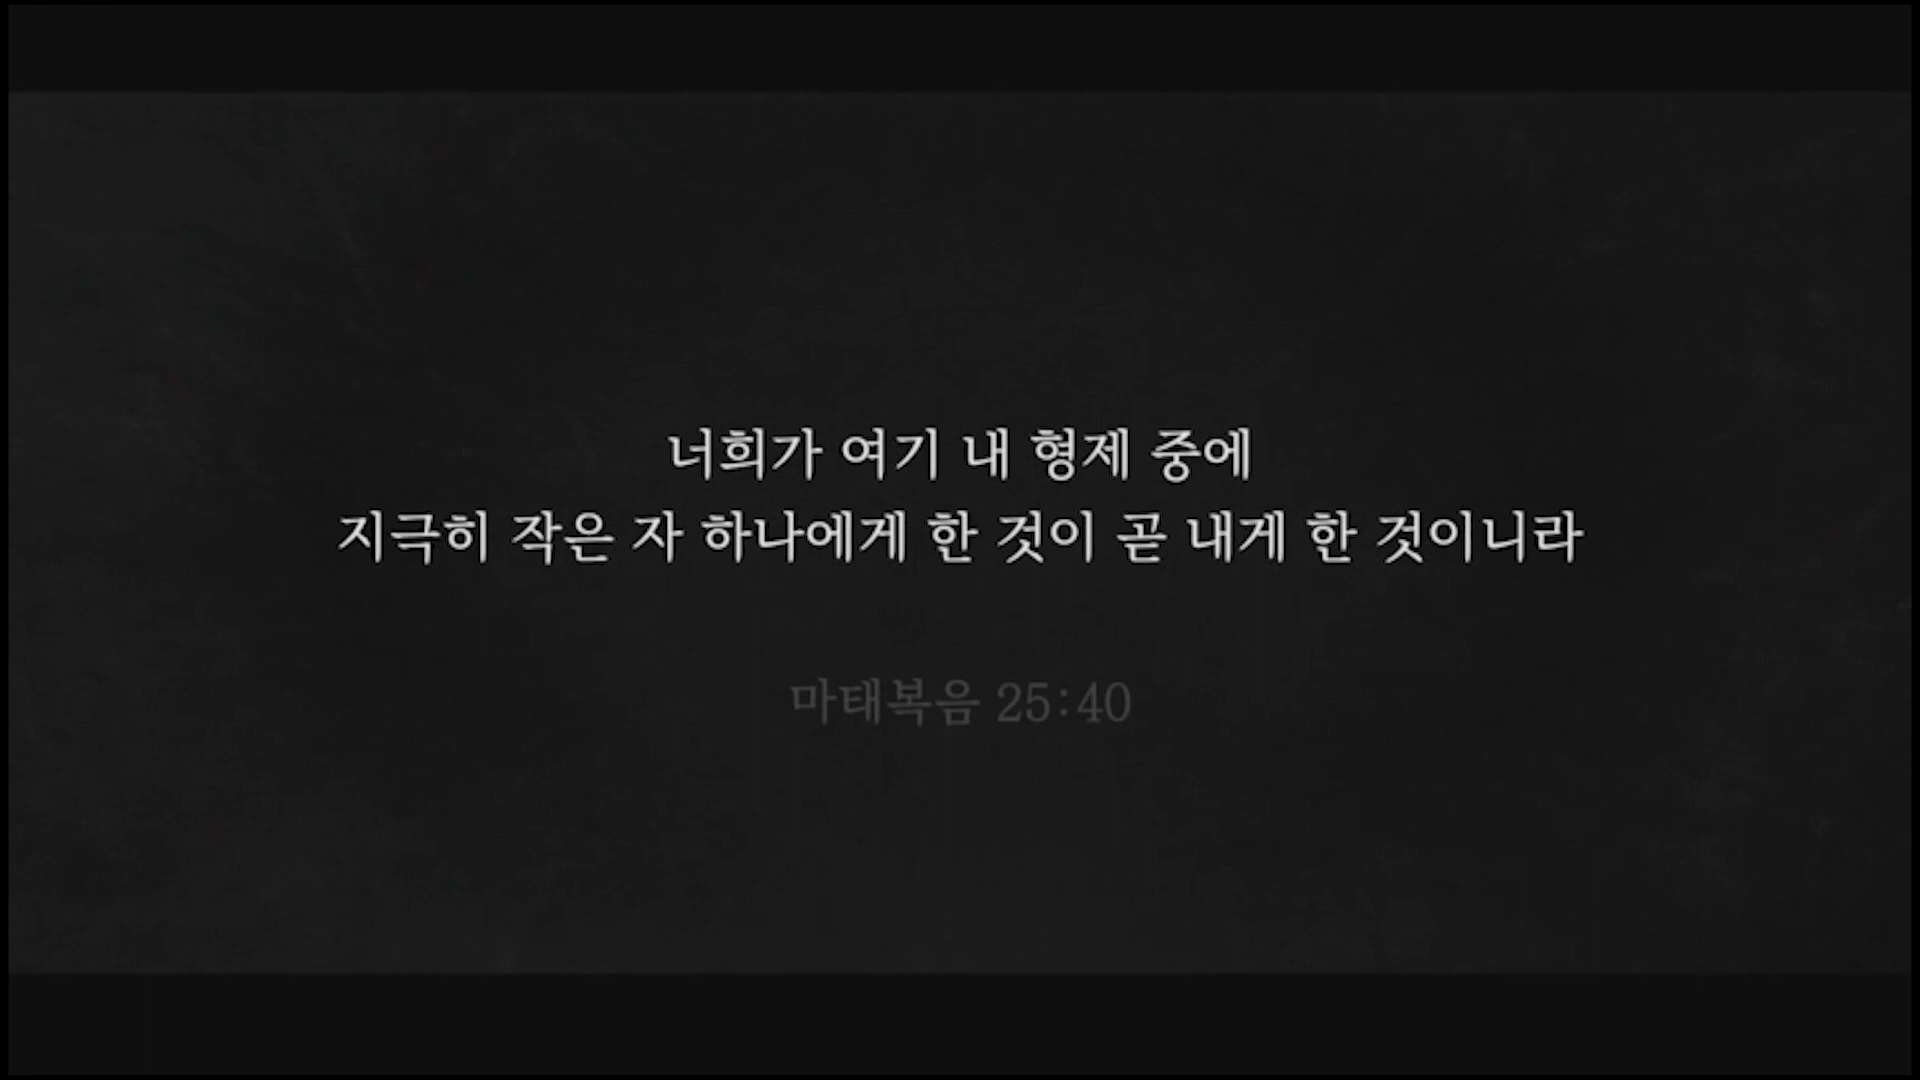 너희가 여기 내 형제 중에
지극히 작은 자 하나에게 한 것이 곧 내게 한 것이니라
마태복음 25:40